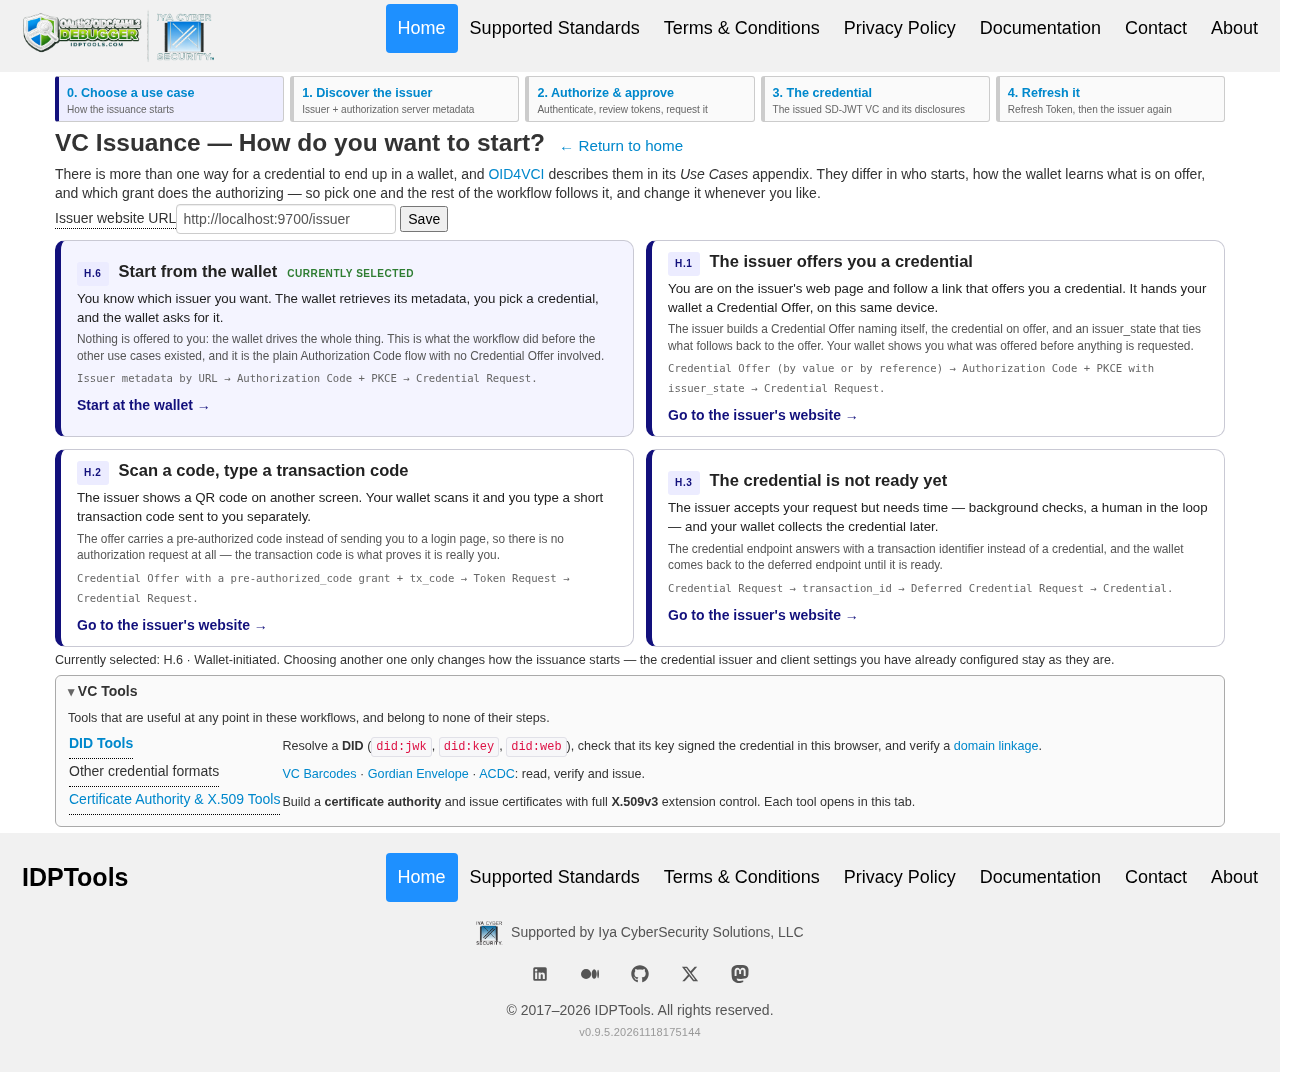 OAuth2/OIDC/SAML2
DEBUGGER
IDPTOOLS.COM
IYA CYBER
SECURITY.
Home
Supported Standards
Terms & Conditions
Privacy Policy
Documentation
Contact
About
0. Choose a use case
How the issuance starts
1. Discover the issuer
Issuer + authorization server metadata
2. Authorize & approve
Authenticate, review tokens, request it
3. The credential
The issued SD-JWT VC and its disclosures
4. Refresh it
Refresh Token, then the issuer again
VC Issuance — How do you want to start? ← Return to home
There is more than one way for a credential to end up in a wallet, and OID4VCI describes them in its Use Cases appendix. They differ in who starts, how the wallet learns what is on offer,
and which grant does the authorizing — so pick one and the rest of the workflow follows it, and change it whenever you like.
Issuer website URL http://localhost:9700/issuer Save
H.6 Start from the wallet CURRENTLY SELECTED
You know which issuer you want. The wallet retrieves its metadata, you pick a credential,
and the wallet asks for it.
Nothing is offered to you: the wallet drives the whole thing. This is what the workflow did before the
other use cases existed, and it is the plain Authorization Code flow with no Credential Offer involved.
Issuer metadata by URL → Authorization Code + PKCE → Credential Request.
Start at the wallet →
H.1 The issuer offers you a credential
You are on the issuer's web page and follow a link that offers you a credential. It hands your
wallet a Credential Offer, on this same device.
The issuer builds a Credential Offer naming itself, the credential on offer, and an issuer_state that ties
what follows back to the offer. Your wallet shows you what was offered before anything is requested.
Credential Offer (by value or by reference) → Authorization Code + PKCE with
issuer_state → Credential Request.
Go to the issuer's website →
H.2 Scan a code, type a transaction code
The issuer shows a QR code on another screen. Your wallet scans it and you type a short
transaction code sent to you separately.
The offer carries a pre-authorized code instead of sending you to a login page, so there is no
authorization request at all — the transaction code is what proves it is really you.
Credential Offer with a pre-authorized_code grant + tx_code → Token Request →
Credential Request.
Go to the issuer's website →
H.3 The credential is not ready yet
The issuer accepts your request but needs time — background checks, a human in the loop
— and your wallet collects the credential later.
The credential endpoint answers with a transaction identifier instead of a credential, and the wallet
comes back to the deferred endpoint until it is ready.
Credential Request → transaction_id → Deferred Credential Request → Credential.
Go to the issuer's website →
Currently selected: H.6 · Wallet-initiated. Choosing another one only changes how the issuance starts — the credential issuer and client settings you have already configured stay as they are.
▾ VC Tools
Tools that are useful at any point in these workflows, and belong to none of their steps.
DID Tools
Resolve a DID (did:jwk, did:key, did:web), check that its key signed the credential in this browser, and verify a domain linkage.
Other credential formats
VC Barcodes · Gordian Envelope · ACDC: read, verify and issue.
Certificate Authority & X.509 Tools
Build a certificate authority and issue certificates with full X.509v3 extension control. Each tool opens in this tab.
IDPTools
Home
Supported Standards
Terms & Conditions
Privacy Policy
Documentation
Contact
About
IYA CYBER
SECURITY.
Supported by Iya CyberSecurity Solutions, LLC
© 2017–2026 IDPTools. All rights reserved.
v0.9.5.20261118175144